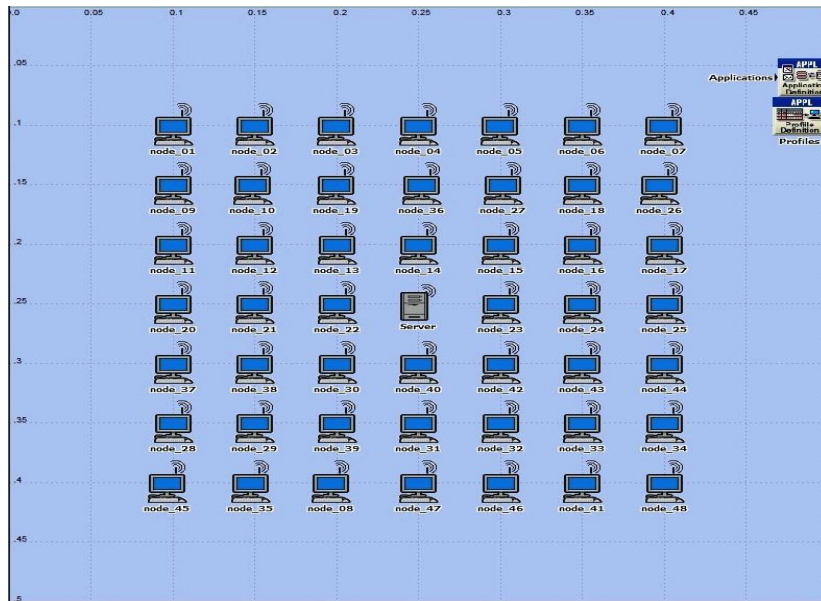 .0 0.05 0.1 0.15 0.2 0.25 0.3 0.35 0.4 0.45
.05
APPL
Applications
Application
Definition
APPL
.1
Profile
Definition
node_01 node_02 node_03 node_04 node_05 node_06 node_07
Profiles
.15
node_09 node_10 node_19 node_36 node_27 node_18 node_26
.2
node_11 node_12 node_13 node_14 node_15 node_16 node_17
.25
node_20 node_21 node_22 Server node_23 node_24 node_25
.3
node_37 node_38 node_30 node_40 node_42 node_43 node_44
.35
node_28 node_29 node_39 node_31 node_32 node_33 node_34
.4
node_45 node_35 node_08 node_47 node_46 node_41 node_48
.45
.5